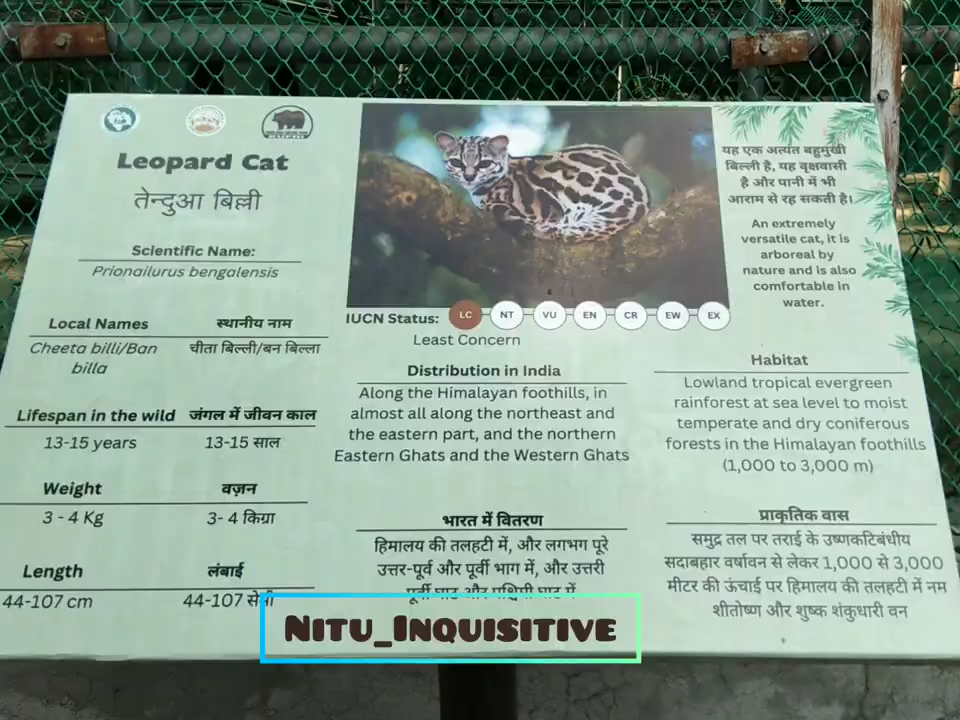 Leopard Cat
तेन्दुआ बिल्ली
Scientific Name:
Prionailurus bengalensis
Local Names
Cheeta billi/Ban
billa
स्थानीय नाम
चीता बिल्ली/बन बिल्ला
Lifespan in the wild
13-15 years
जंगल में जीवन काल
13-15 साल
Weight
3 - 4 Kg
वज़न
3- 4 किग्रा
Length
44-107 cm
लंबाई
44-107 सेमी
IUCN Status:
LC NT VU EN CR EW EX
Least Concern
Distribution in India
Along the Himalayan foothills, in
almost all along the northeast and
the eastern part, and the northern
Eastern Ghats and the Western Ghats
भारत में वितरण
हिमालय की तलहटी में, और लगभग पूरे
उत्तर-पूर्व और पूर्वी भाग में, और उत्तरी
पूर्वी घाट और पश्चिमी घाट में
यह एक अत्यंत बहुमुखी
बिल्ली है, यह वृक्षवासी
है और पानी में भी
आराम से रह सकती है।
An extremely
versatile cat, it is
arboreal by
nature and is also
comfortable in
water.
Habitat
Lowland tropical evergreen
rainforest at sea level to moist
temperate and dry coniferous
forests in the Himalayan foothills
(1,000 to 3,000 m)
प्राकृतिक वास
समुद्र तल पर तराई के उष्णकटिबंधीय
सदाबहार वर्षावन से लेकर 1,000 से 3,000
मीटर की ऊंचाई पर हिमालय की तलहटी में नम
शीतोष्ण और शुष्क शंकुधारी वन
Nitu_Inquisitive